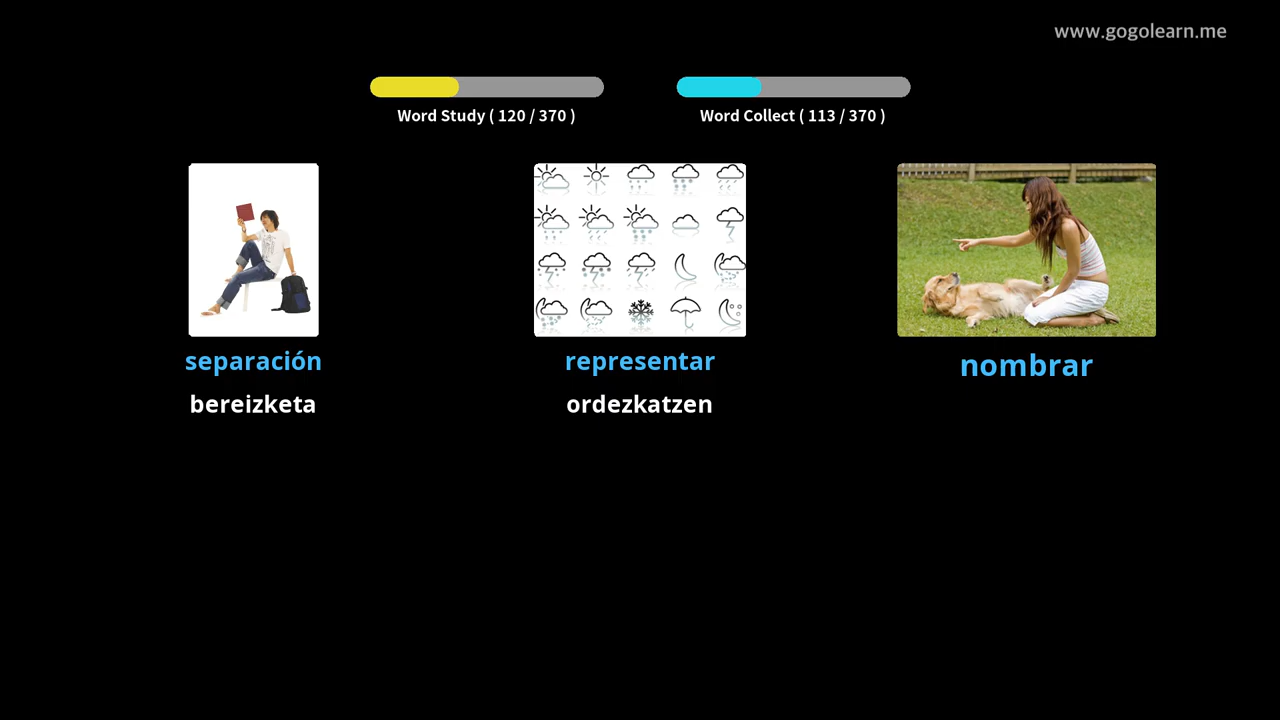 www.gogolearn.me
Word Study ( 120 / 370 )
Word Collect ( 113 / 370 )
separación
representar
nombrar
bereizketa
ordezkatzen